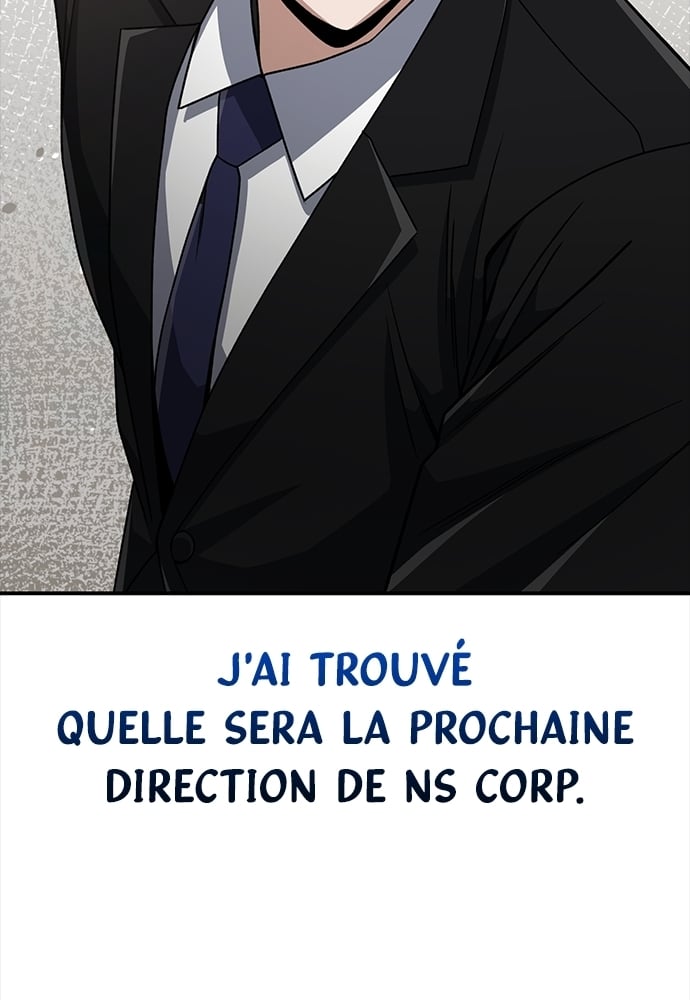 J'AI TROUVÉ
QUELLE SERA LA PROCHAINE
DIRECTION DE NS CORP.